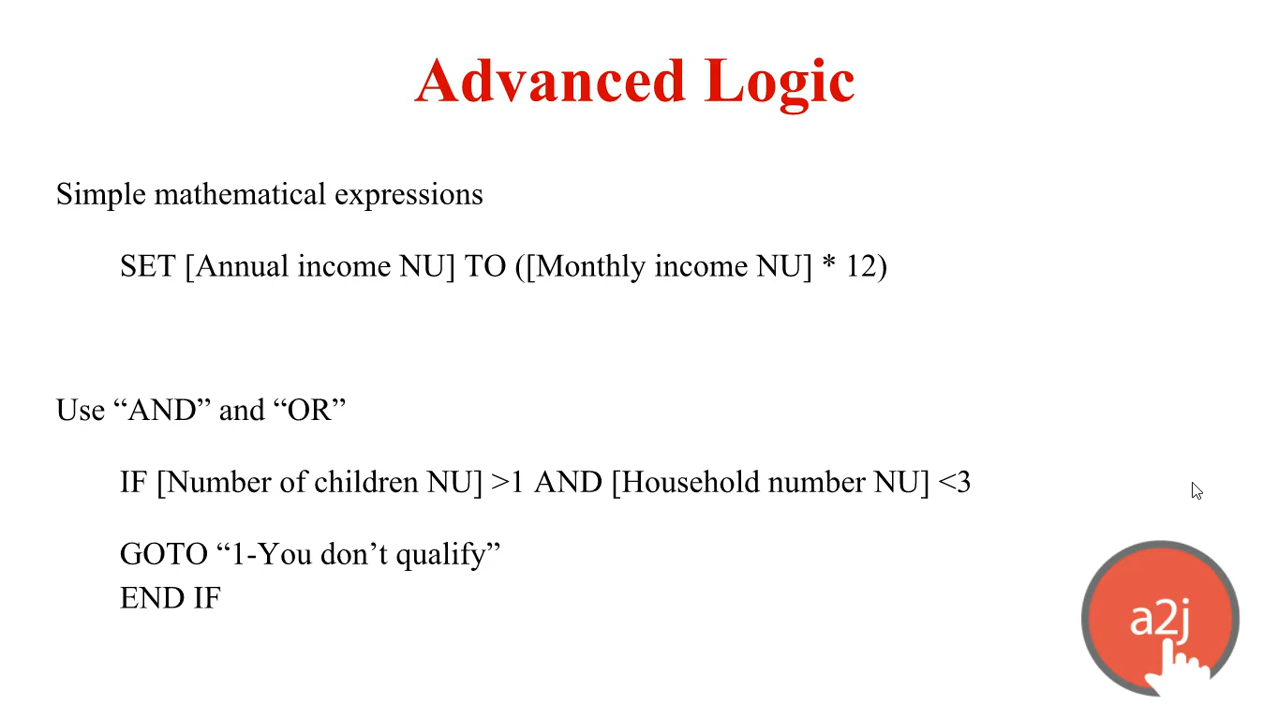 Advanced Logic
Simple mathematical expressions
SET [Annual income NU] TO ([Monthly income NU] * 12)
Use “AND” and “OR”
IF [Number of children NU] >1 AND [Household number NU] <3
GOTO “1-You don’t qualify”
END IF
a2j